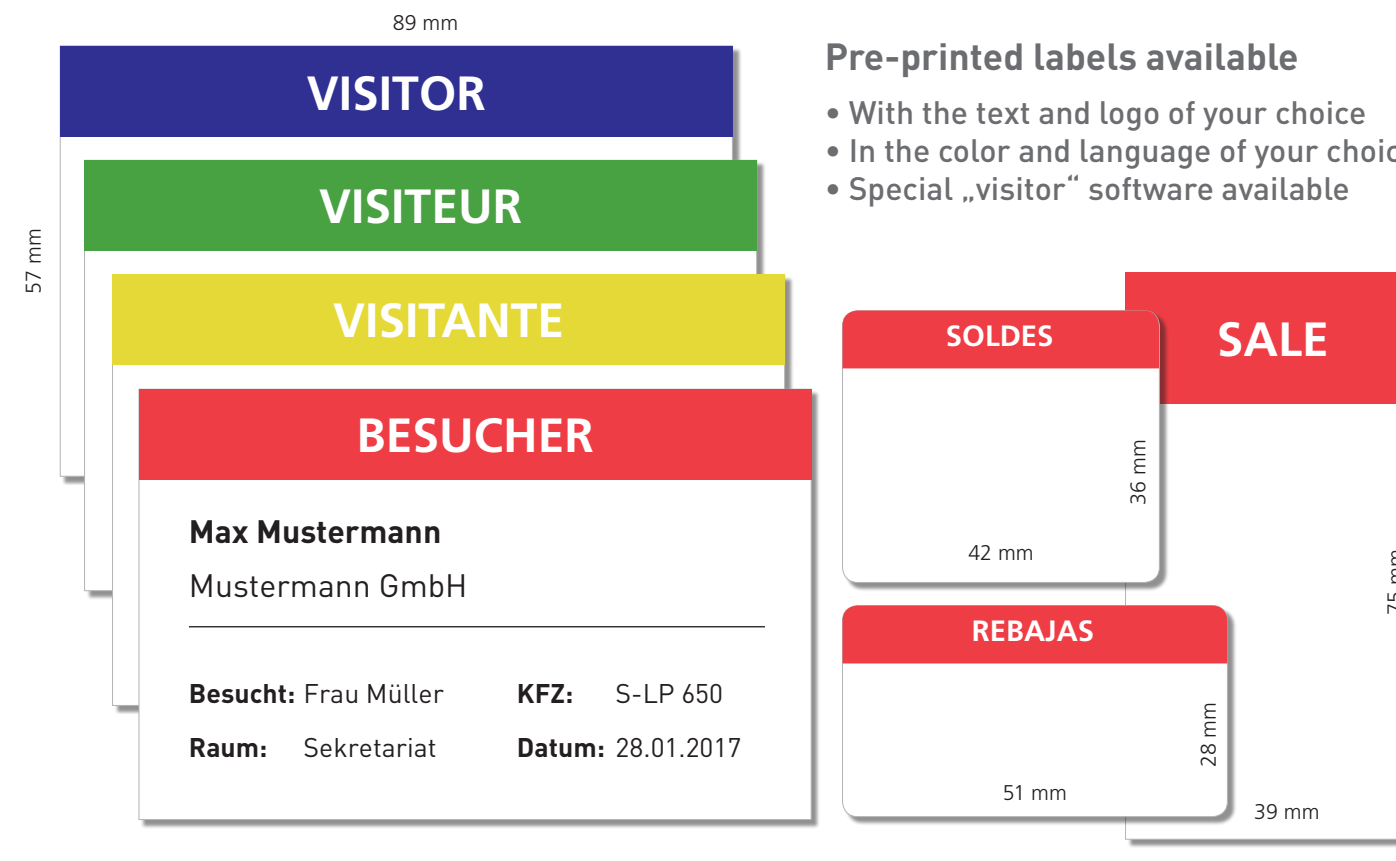 89 mm
57 mm
VISITOR
VISITEUR
VISITANTE
BESUCHER
Max Mustermann
Mustermann GmbH
Besucht: Frau Müller KFZ: S-LP 650
Raum: Sekretariat Datum: 28.01.2017
Pre-printed labels available
• With the text and logo of your choice
• In the color and language of your
• Special „visitor“ software available
SOLDES
36 mm
42 mm
SALE
75 mm
39 mm
REBAJAS
28 mm
51 mm